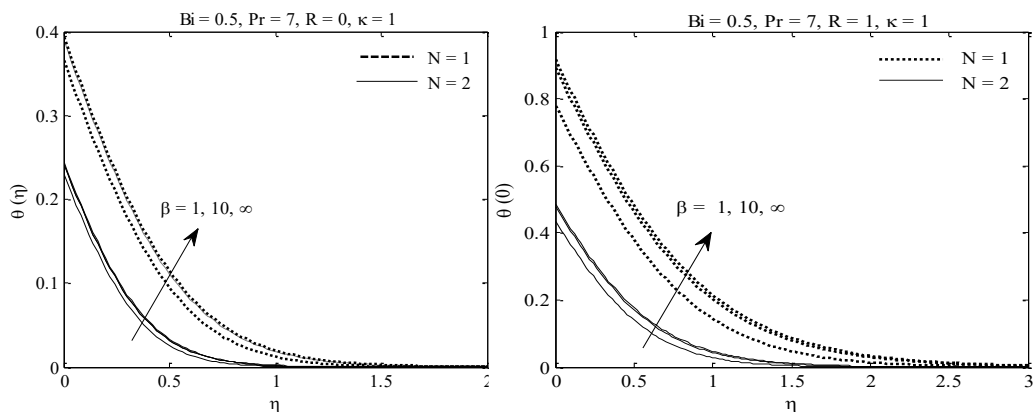 Bi = 0.5, Pr = 7, R = 0, κ = 1
0.4
0.3
0.2
0.1
0
θ (η)
N = 1
N = 2
β = 1, 10, ∞
0
0.5
1
1.5
2
η
Bi = 0.5, Pr = 7, R = 1, κ = 1
1
0.8
0.6
0.4
0.2
0
θ (0)
N = 1
N = 2
β = 1, 10, ∞
0
0.5
1
1.5
2
2.5
3
η